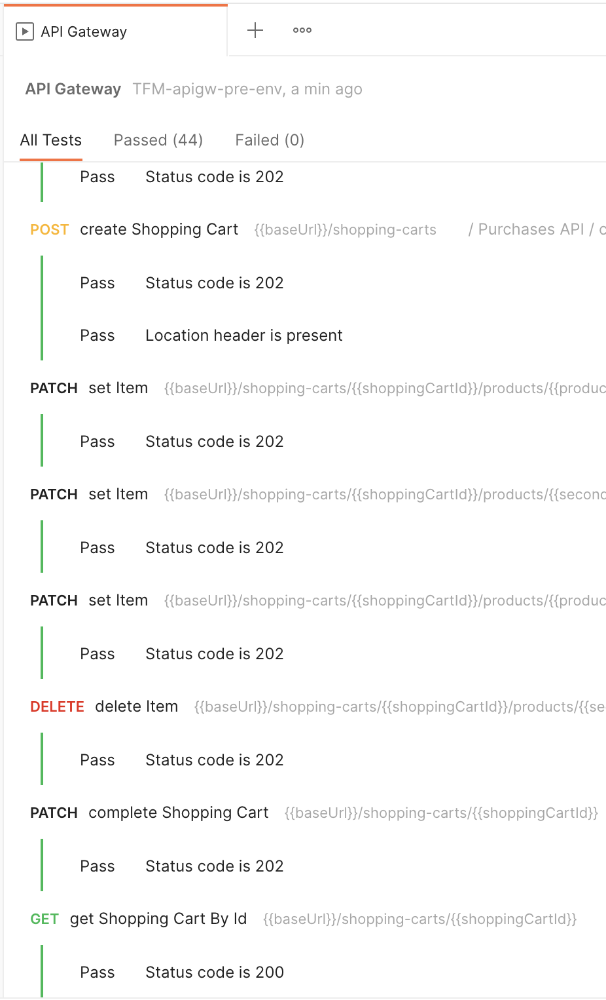 API Gateway
API Gateway TFM-apigw-pre-env, a min ago
All Tests Passed (44) Failed (0)
Pass Status code is 202
POST create Shopping Cart {{baseUrl}}/shopping-carts / Purchases API / c
Pass Status code is 202
Pass Location header is present
PATCH set Item {{baseUrl}}/shopping-carts/{{shoppingCartId}}/products/{{produc
Pass Status code is 202
PATCH set Item {{baseUrl}}/shopping-carts/{{shoppingCartId}}/products/{{second
Pass Status code is 202
PATCH set Item {{baseUrl}}/shopping-carts/{{shoppingCartId}}/products/{{produc
Pass Status code is 202
DELETE delete Item {{baseUrl}}/shopping-carts/{{shoppingCartId}}/products/{{se
Pass Status code is 202
PATCH complete Shopping Cart {{baseUrl}}/shopping-carts/{{shoppingCartId}}
Pass Status code is 202
GET get Shopping Cart By Id {{baseUrl}}/shopping-carts/{{shoppingCartId}}
Pass Status code is 200